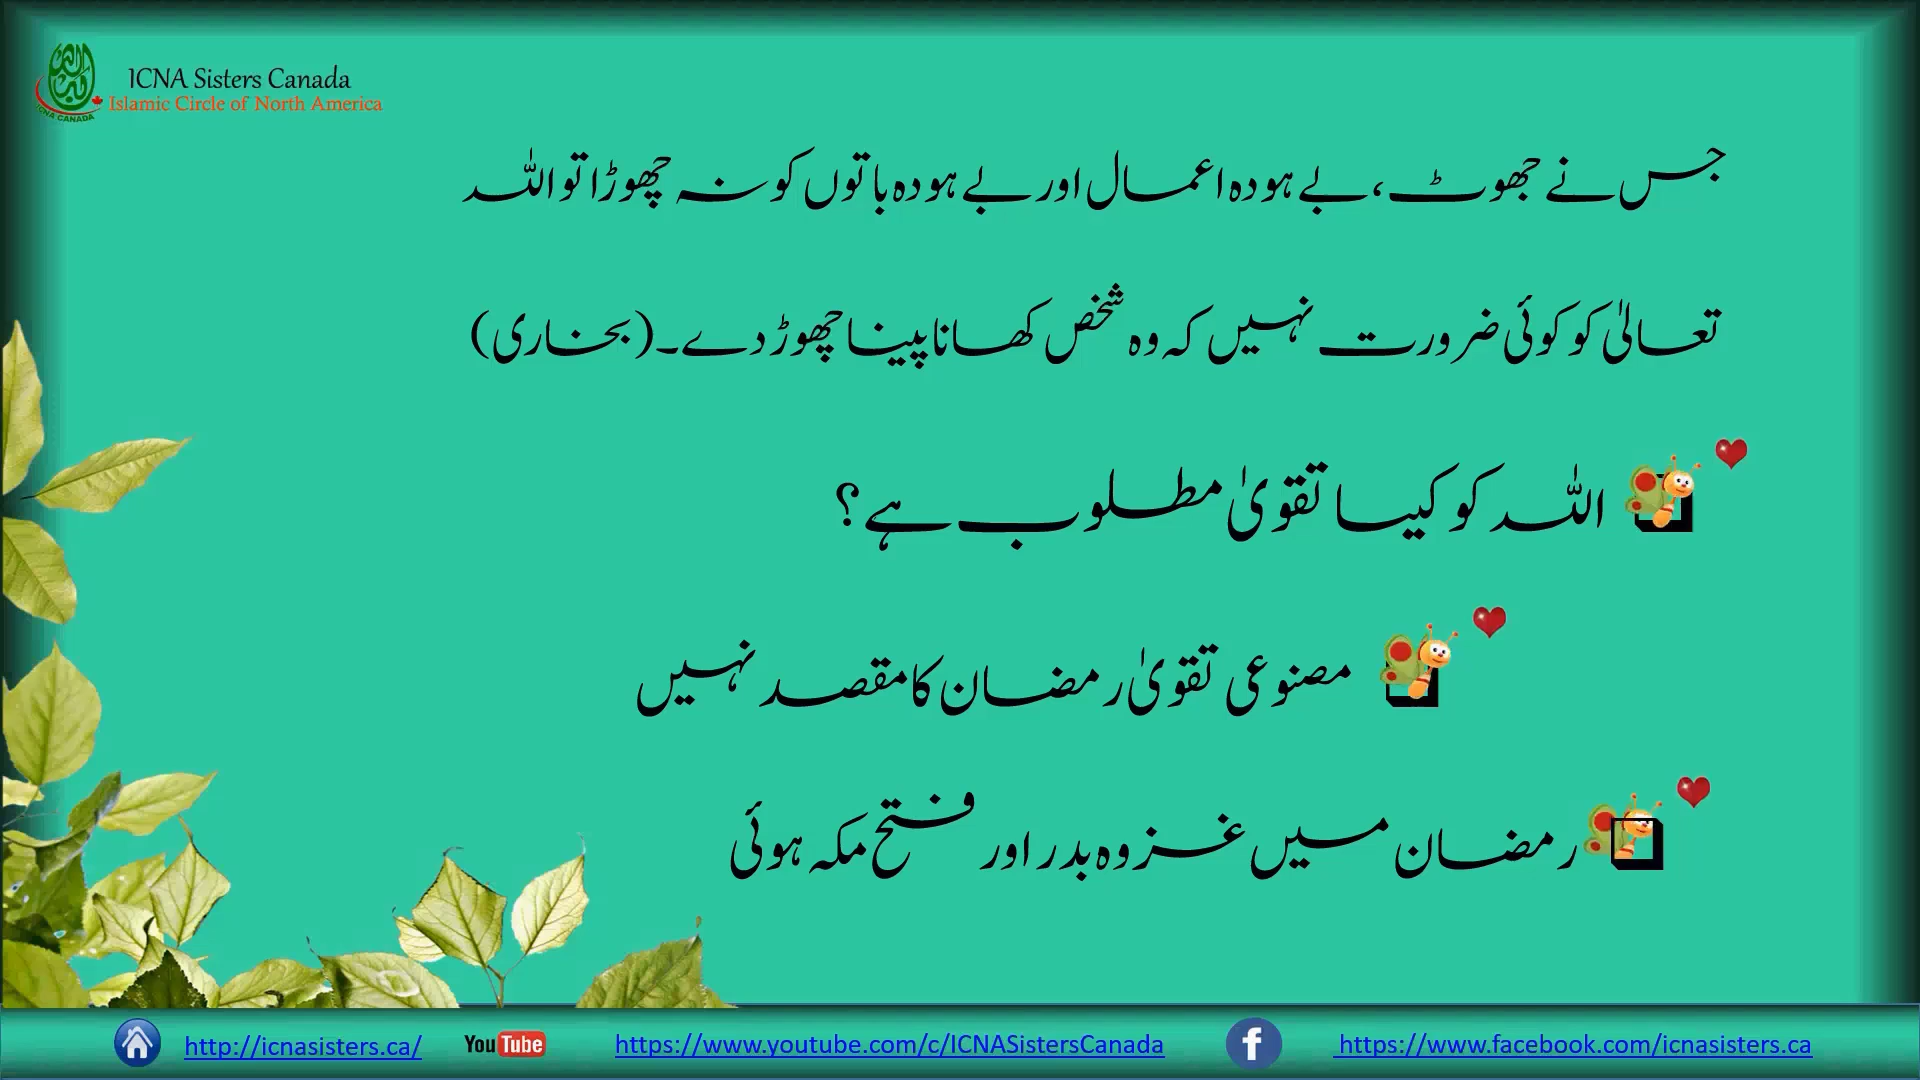 ICNA Sisters Canada
Islamic Circle of North America
ICNA CANADA
جس نے جھوٹ، بے ہودہ اعمال اور بے ہودہ باتوں کو نہ چھوڑا تو اللہ
تعالیٰ کو کوئی ضرورت نہیں کہ وہ شخص کھانا پینا چھوڑ دے۔ (بخاری)
اللہ کو کیسا تقویٰ مطلوب ہے؟
مصنوعی تقویٰ رمضان کا مقصد نہیں
رمضان میں غزوہ بدر اور فتح مکہ ہوئی
http://icnasisters.ca/ YouTube https://www.youtube.com/c/ICNASistersCanada f https://www.facebook.com/icnasisters.ca